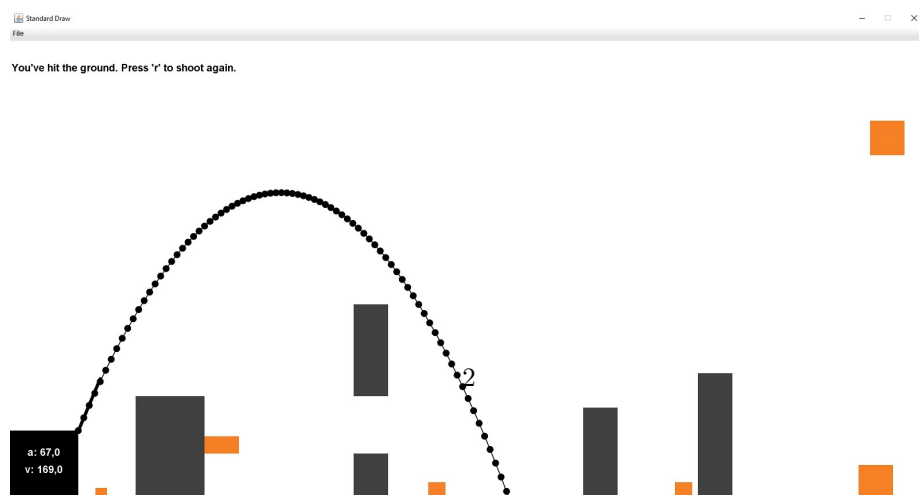 Standard Draw
File
You've hit the ground. Press 'r' to shoot again.
2
a: 67,0
v: 169,0